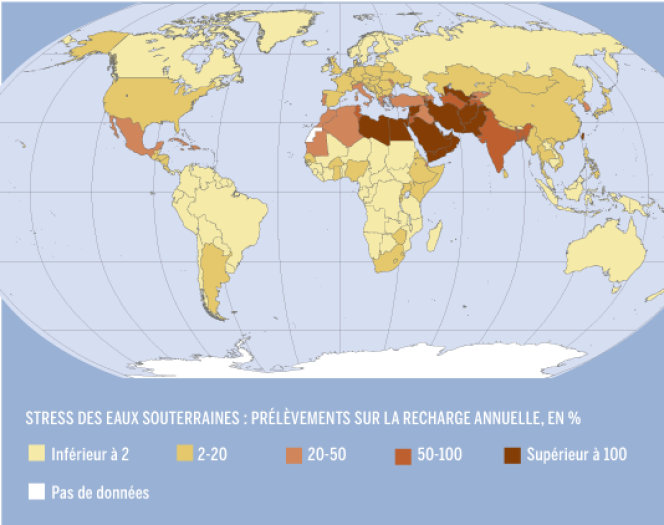 STRESS DES EAUX SOUTERRAINES : PRÉLÈVEMENTS SUR LA RECHARGE ANNUELLE, EN %
Inférieur à 2
2-20
20-50
50-100
Supérieur à 100
Pas de données